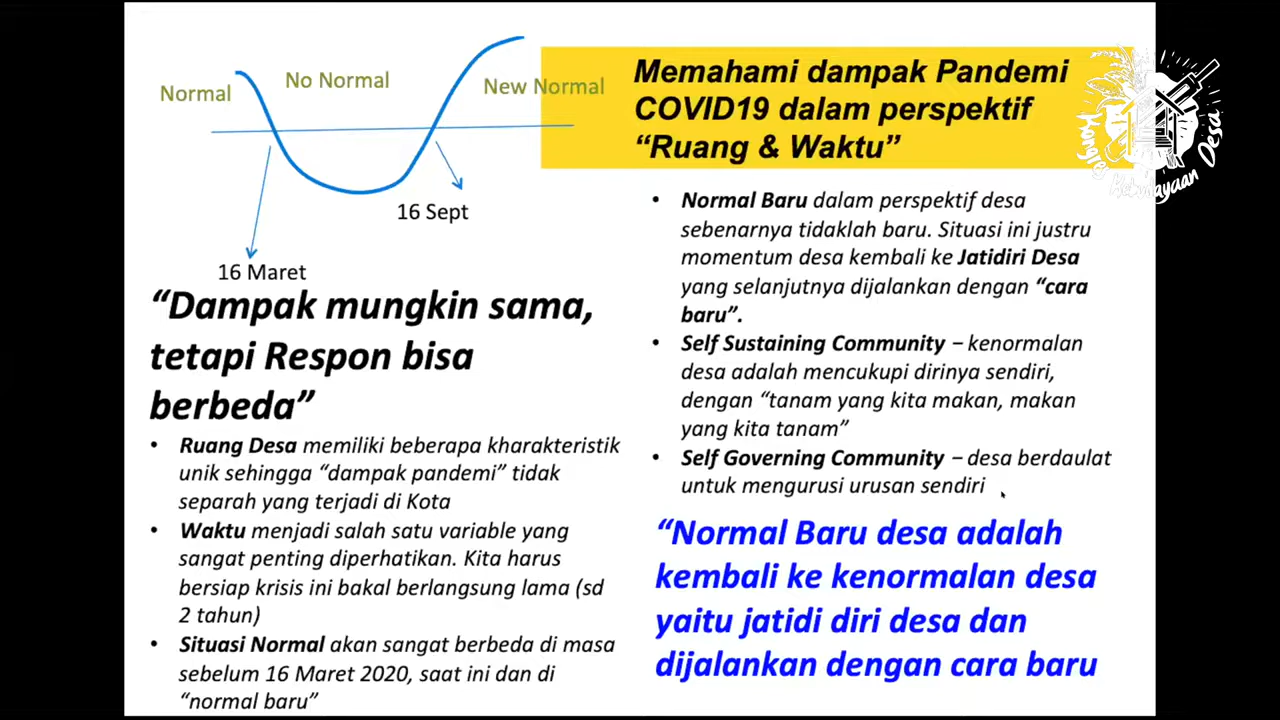 Normal
No Normal
New Normal
16 Sept
16 Maret
Memahami dampak Pandemi
COVID19 dalam perspektif
“Ruang & Waktu”
“Dampak mungkin sama,
tetapi Respon bisa
berbeda”
• Ruang Desa memiliki beberapa kharakteristik
unik sehingga “dampak pandemi” tidak
separah yang terjadi di Kota
• Waktu menjadi salah satu variable yang
sangat penting diperhatikan. Kita harus
bersiap krisis ini bakal berlangsung lama (sd
2 tahun)
• Situasi Normal akan sangat berbeda di masa
sebelum 16 Maret 2020, saat ini dan di
“normal baru”
• Normal Baru dalam perspektif desa
sebenarnya tidaklah baru. Situasi ini justru
momentum desa kembali ke Jatidiri Desa
yang selanjutnya dijalankan dengan “cara
baru”.
• Self Sustaining Community – kenormalan
desa adalah mencukupi dirinya sendiri,
dengan “tanam yang kita makan, makan
yang kita tanam”
• Self Governing Community – desa berdaulat
untuk mengurusi urusan sendiri
“Normal Baru desa adalah
kembali ke kenormalan desa
yaitu jatidi diri desa dan
dijalankan dengan cara baru
Desa